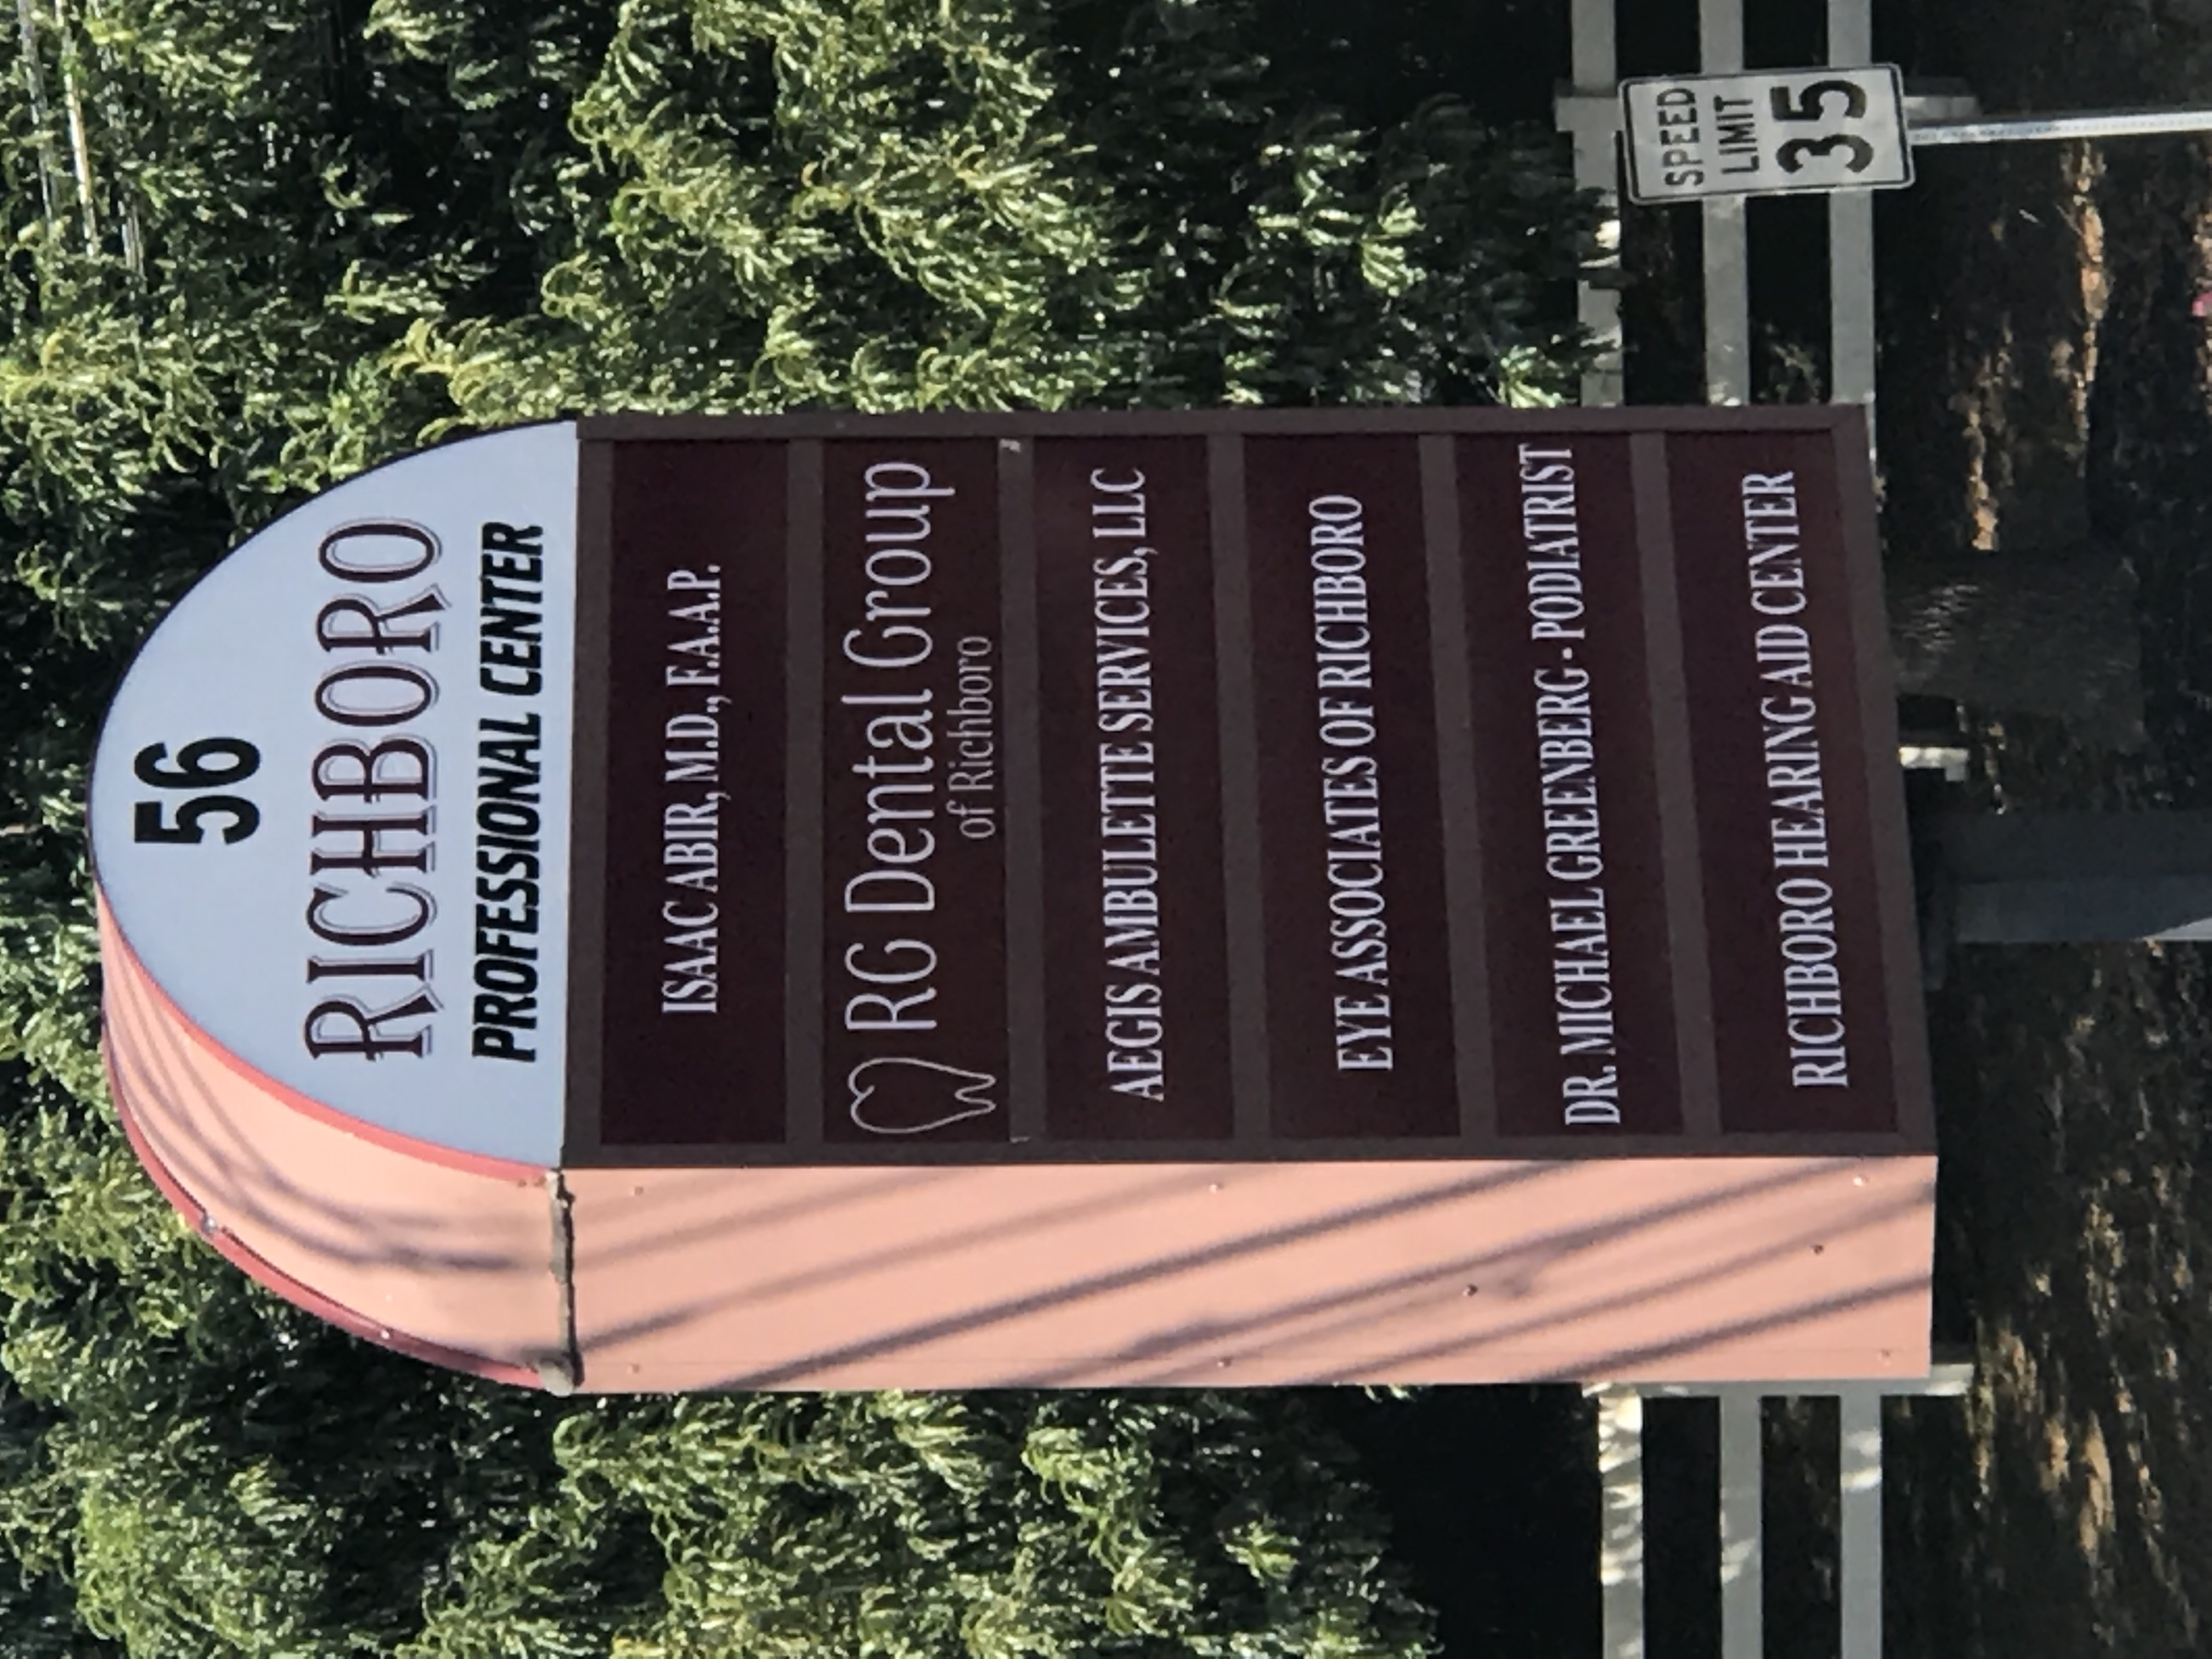 56
RICHBORO
PROFESSIONAL CENTER
ISAAC ABIR, M.D., F.A.A.P.
RG Dental Group
of Richboro
AEGIS AMBULETTE SERVICES, LLC
EYE ASSOCIATES OF RICHBORO
DR. MICHAEL GREENBERG - PODIATRIST
RICHBORO HEARING AID CENTER
SPEED
LIMIT
35